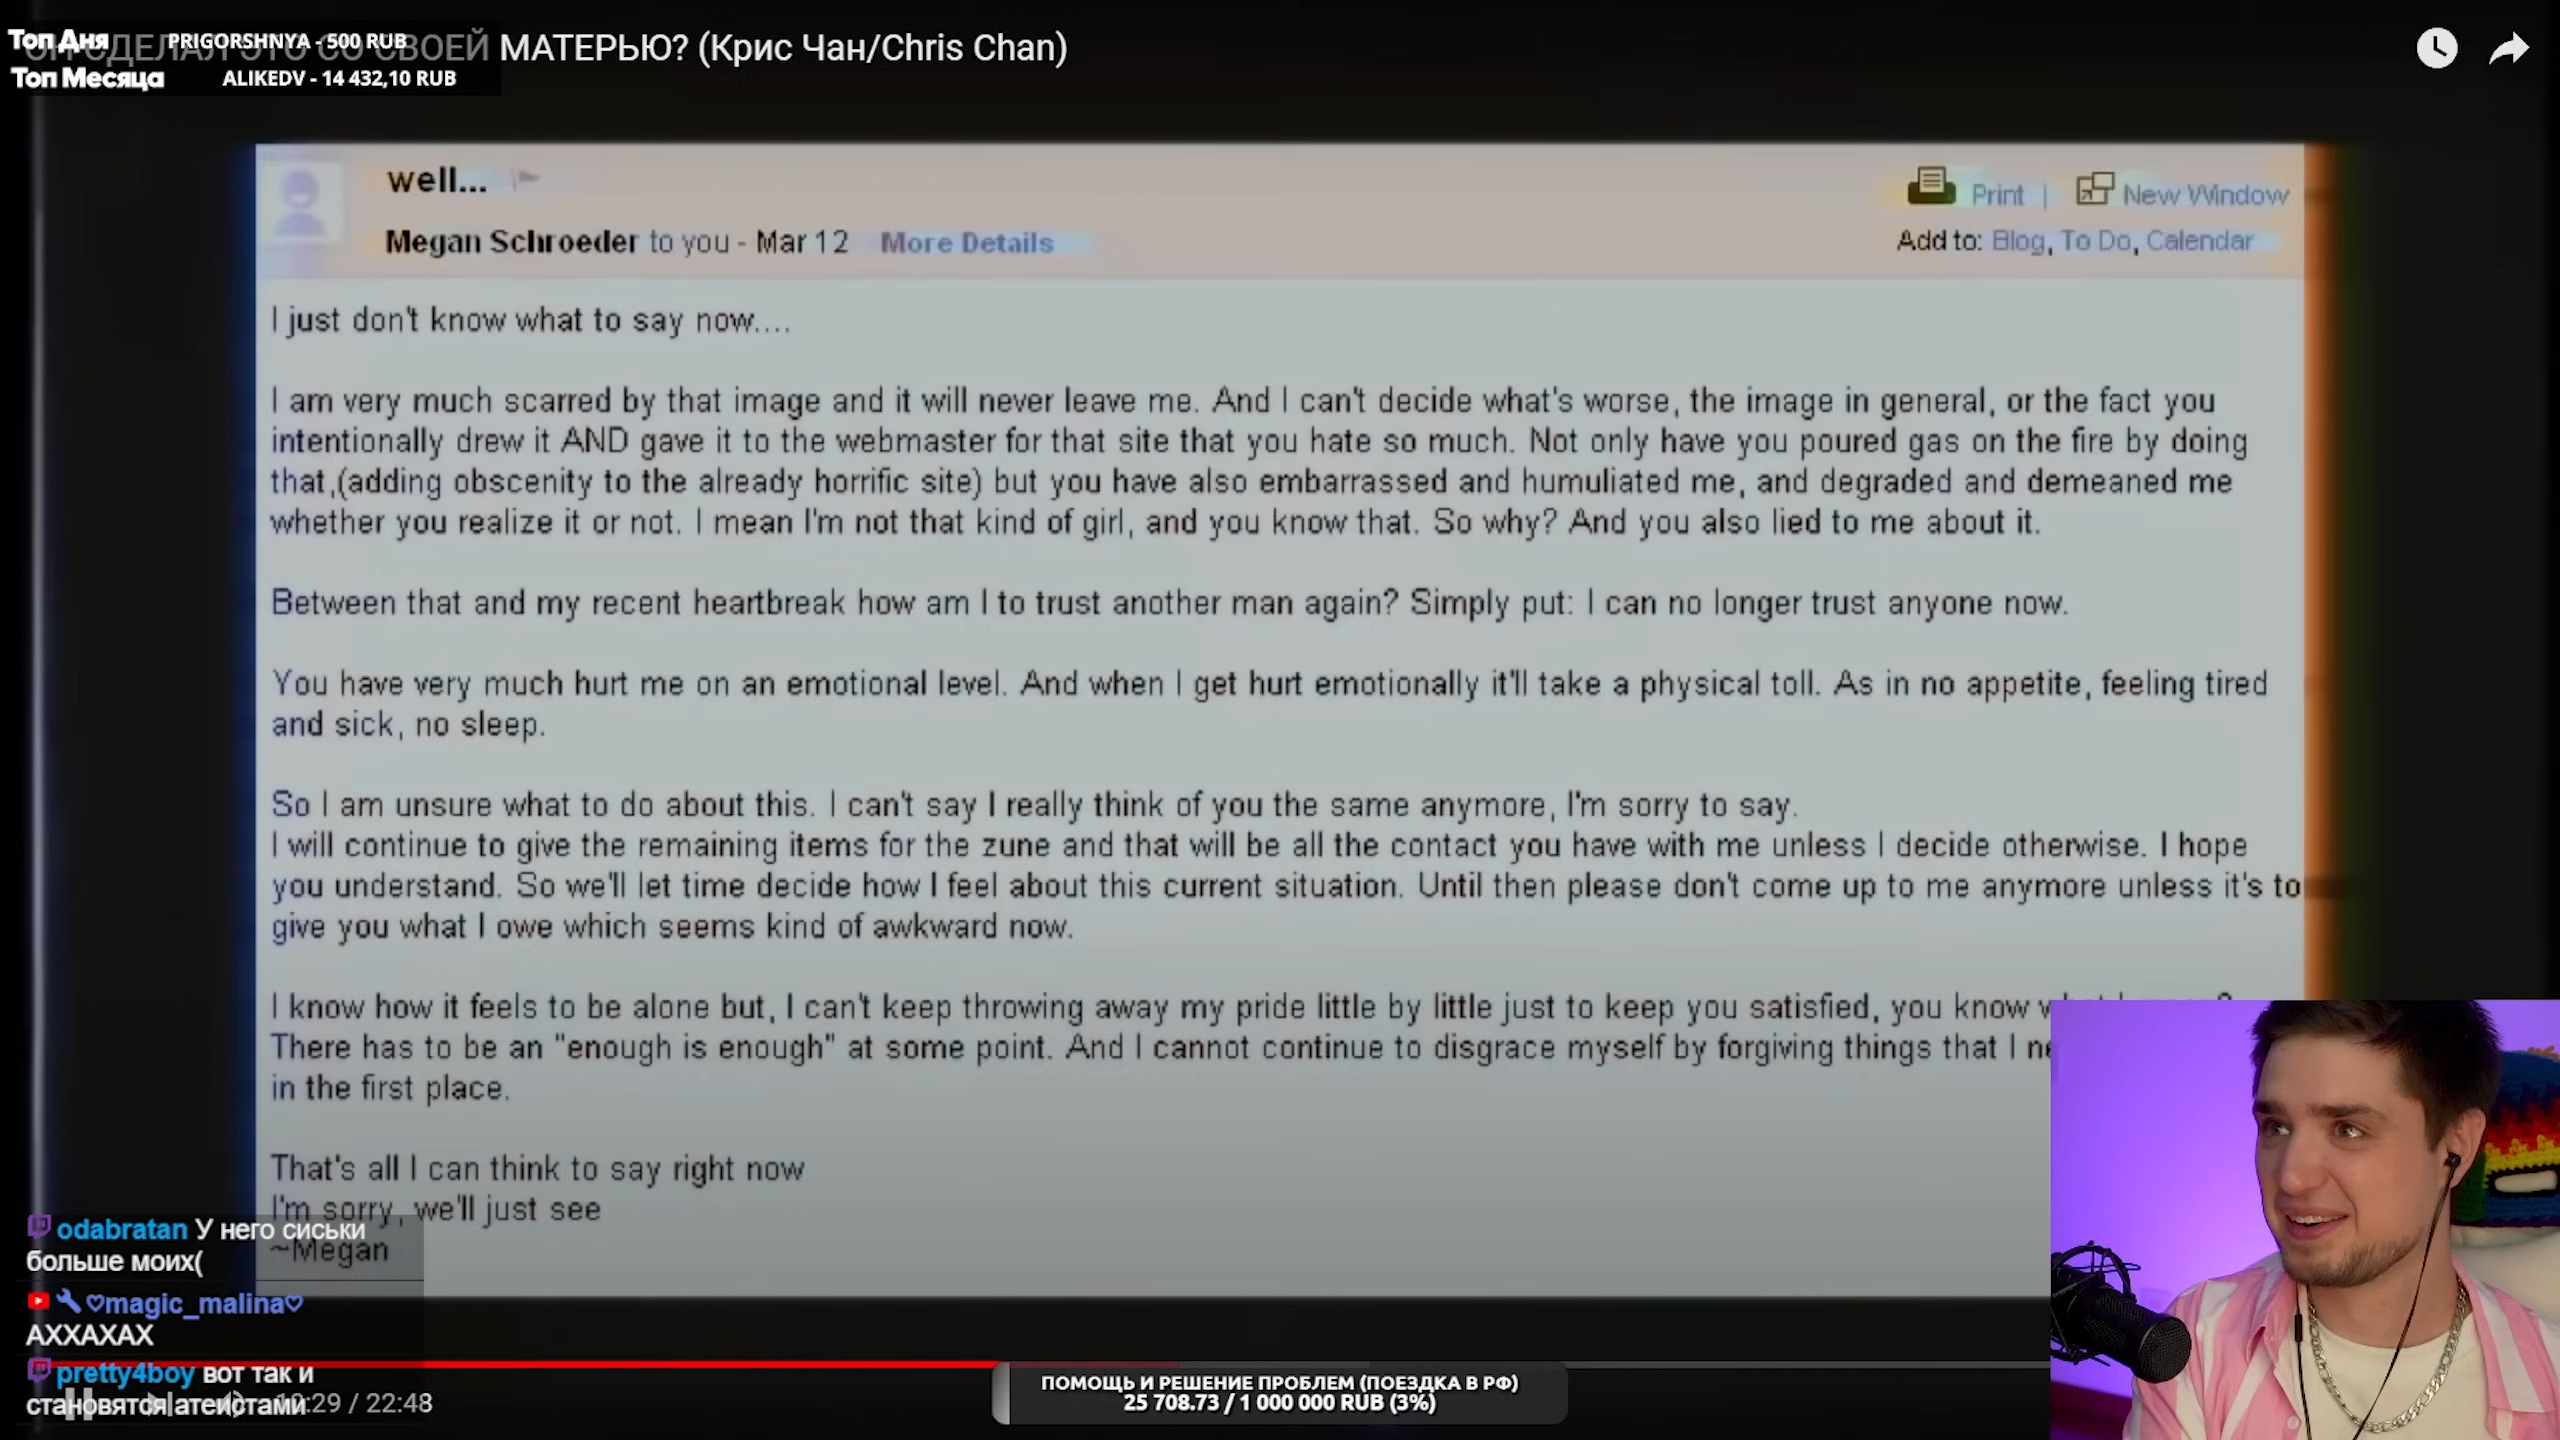 Топ Дня PRIGORSHNYA - 500 RUB
СДЕЛАЛ ЭТО СО СВОЕЙ МАТЕРЬЮ? (Крис Чан/Chris Chan)
Топ Месяца ALIKEDV - 14 432,10 RUB
well...
Print | New Window
Megan Schroeder to you - Mar 12 More Details
Add to: Blog, To Do, Calendar
I just don't know what to say now....
I am very much scarred by that image and it will never leave me. And I can't decide what's worse, the image in general, or the fact you
intentionally drew it AND gave it to the webmaster for that site that you hate so much. Not only have you poured gas on the fire by doing
that,(adding obscenity to the already horrific site) but you have also embarrassed and humuliated me, and degraded and demeaned me
whether you realize it or not. I mean I'm not that kind of girl, and you know that. So why? And you also lied to me about it.
Between that and my recent heartbreak how am I to trust another man again? Simply put: I can no longer trust anyone now.
You have very much hurt me on an emotional level. And when I get hurt emotionally it'll take a physical toll. As in no appetite, feeling tired
and sick, no sleep.
So I am unsure what to do about this. I can't say I really think of you the same anymore, I'm sorry to say.
I will continue to give the remaining items for the zune and that will be all the contact you have with me unless I decide otherwise. I hope
you understand. So we'll let time decide how I feel about this current situation. Until then please don't come up to me anymore unless it's to
give you what I owe which seems kind of awkward now.
I know how it feels to be alone but, I can't keep throwing away my pride little by little just to keep you satisfied, you know
There has to be an "enough is enough" at some point. And I cannot continue to disgrace myself by forgiving things that I
in the first place.
That's all I can think to say right now
I'm sorry, we'll just see
~Megan
odabratan У него сиськи
больше моих(
♡magic_malina♡
АХХАХАХ
pretty4boy вот так и
становятся атеистами
:29 / 22:48
ПОМОЩЬ И РЕШЕНИЕ ПРОБЛЕМ (ПОЕЗДКА В РФ)
25 708.73 / 1 000 000 RUB (3%)